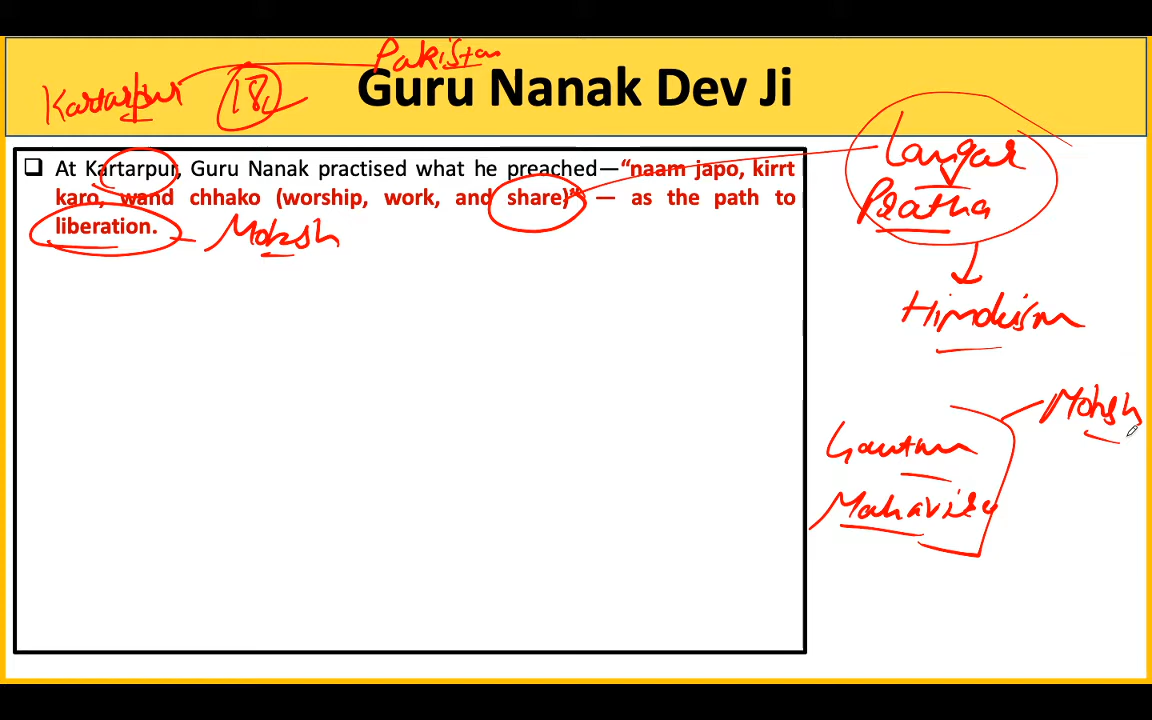 Pakistan
Kartarpur 18
Guru Nanak Dev Ji
At Kartarpur, Guru Nanak practised what he preached—“naam japo, kirrt
karo, wand chhako (worship, work, and share)” — as the path to
liberation.
Moksh
Langar
Pratha
Hinduism
Moksh
Gautam
Mahavira